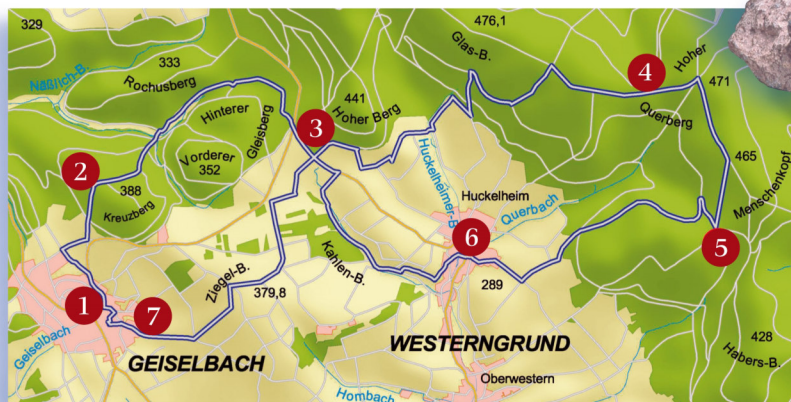 329
476,1
Glas-B.
333
Rochusberg
Näßlich-B.
4
Hoher
471
Hinterer
441
Hoher Berg
Querberg
3
Gleisberg
Vorderer
352
2
388
Kreuzberg
465
Menschenkopf
Huckelheimer-B.
Huckelheim
Querbach
6
5
Kahlen-B.
Ziegel-B.
379,8
289
1
7
Geiselbach
GEISELBACH
WESTERNGRUND
428
Habers-B.
Oberwestern
Hombach